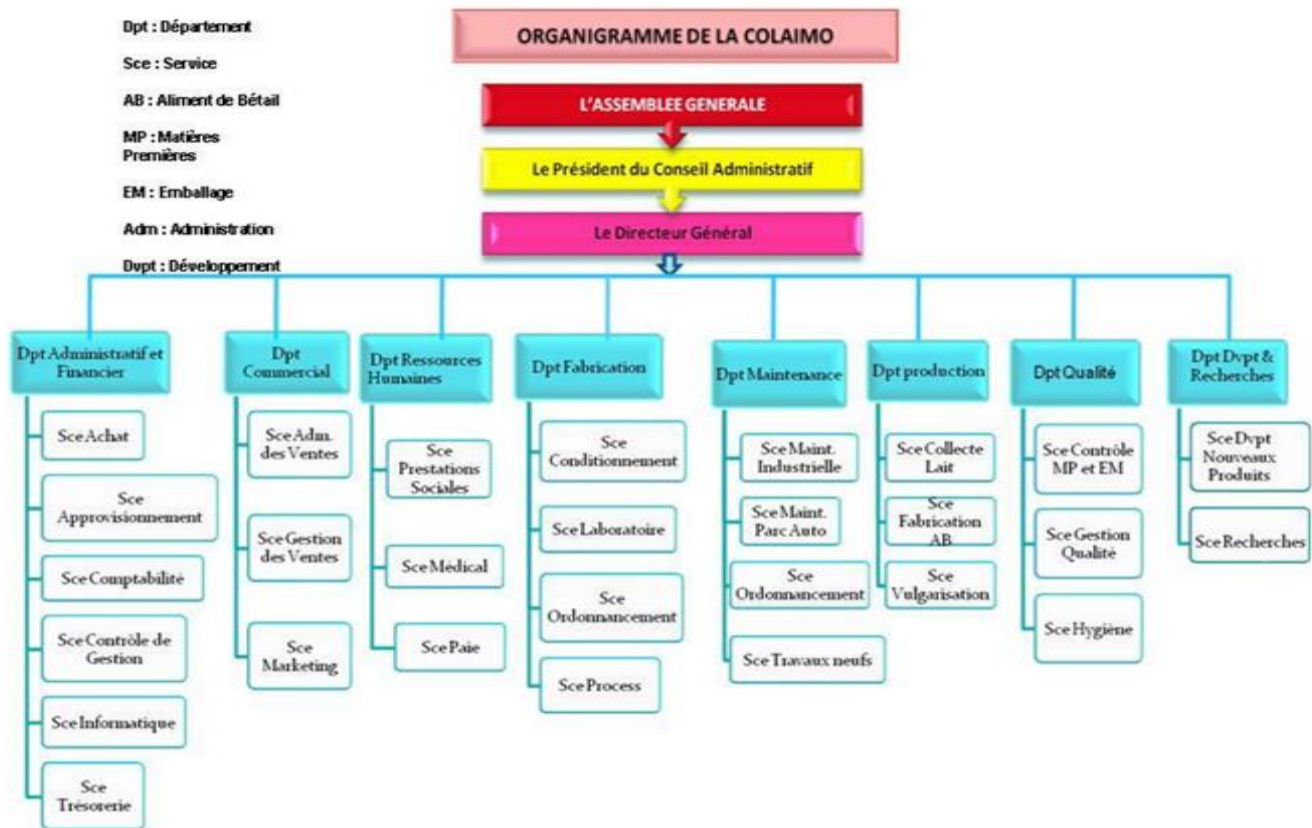 Dpt : Département
Sce : Service
AB : Aliment de Bétail
MP : Matières
Premières
EM : Emballage
Adm : Administration
Dvpt : Développement
ORGANIGRAMME DE LA COLAIMO
L'ASSEMBLEE GENERALE
Le Président du Conseil Administratif
Le Directeur Général
Dpt Administratif et
Financier
Sce Achat
Sce
Approvisionnement
Sce Comptabilité
Sce Contrôle de
Gestion
Sce Informatique
Sce
Trésorerie
Dpt
Commercial
Sce Adm.
des Ventes
Sce Gestion
des Ventes
Sce
Marketing
Dpt Ressources
Humaines
Sce
Prestations
Sociales
Sce Médical
Sce Paie
Dpt Fabrication
Sce
Conditionnement
Sce Laboratoire
Sce
Ordonnancement
Sce Process
Dpt Maintenance
Sce Maint.
Industrielle
Sce Maint.
Parc Auto
Sce
Ordonnancement
Sce Travaux neufs
Dpt production
Sce Collecte
Lait
Sce
Fabrication
AB
Sce
Vulgarisation
Dpt Qualité
Sce Contrôle
MP et EM
Sce Gestion
Qualité
Sce Hygiène
Dpt Dvpt &
Recherches
Sce Dvpt
Nouveaux
Produits
Sce Recherches